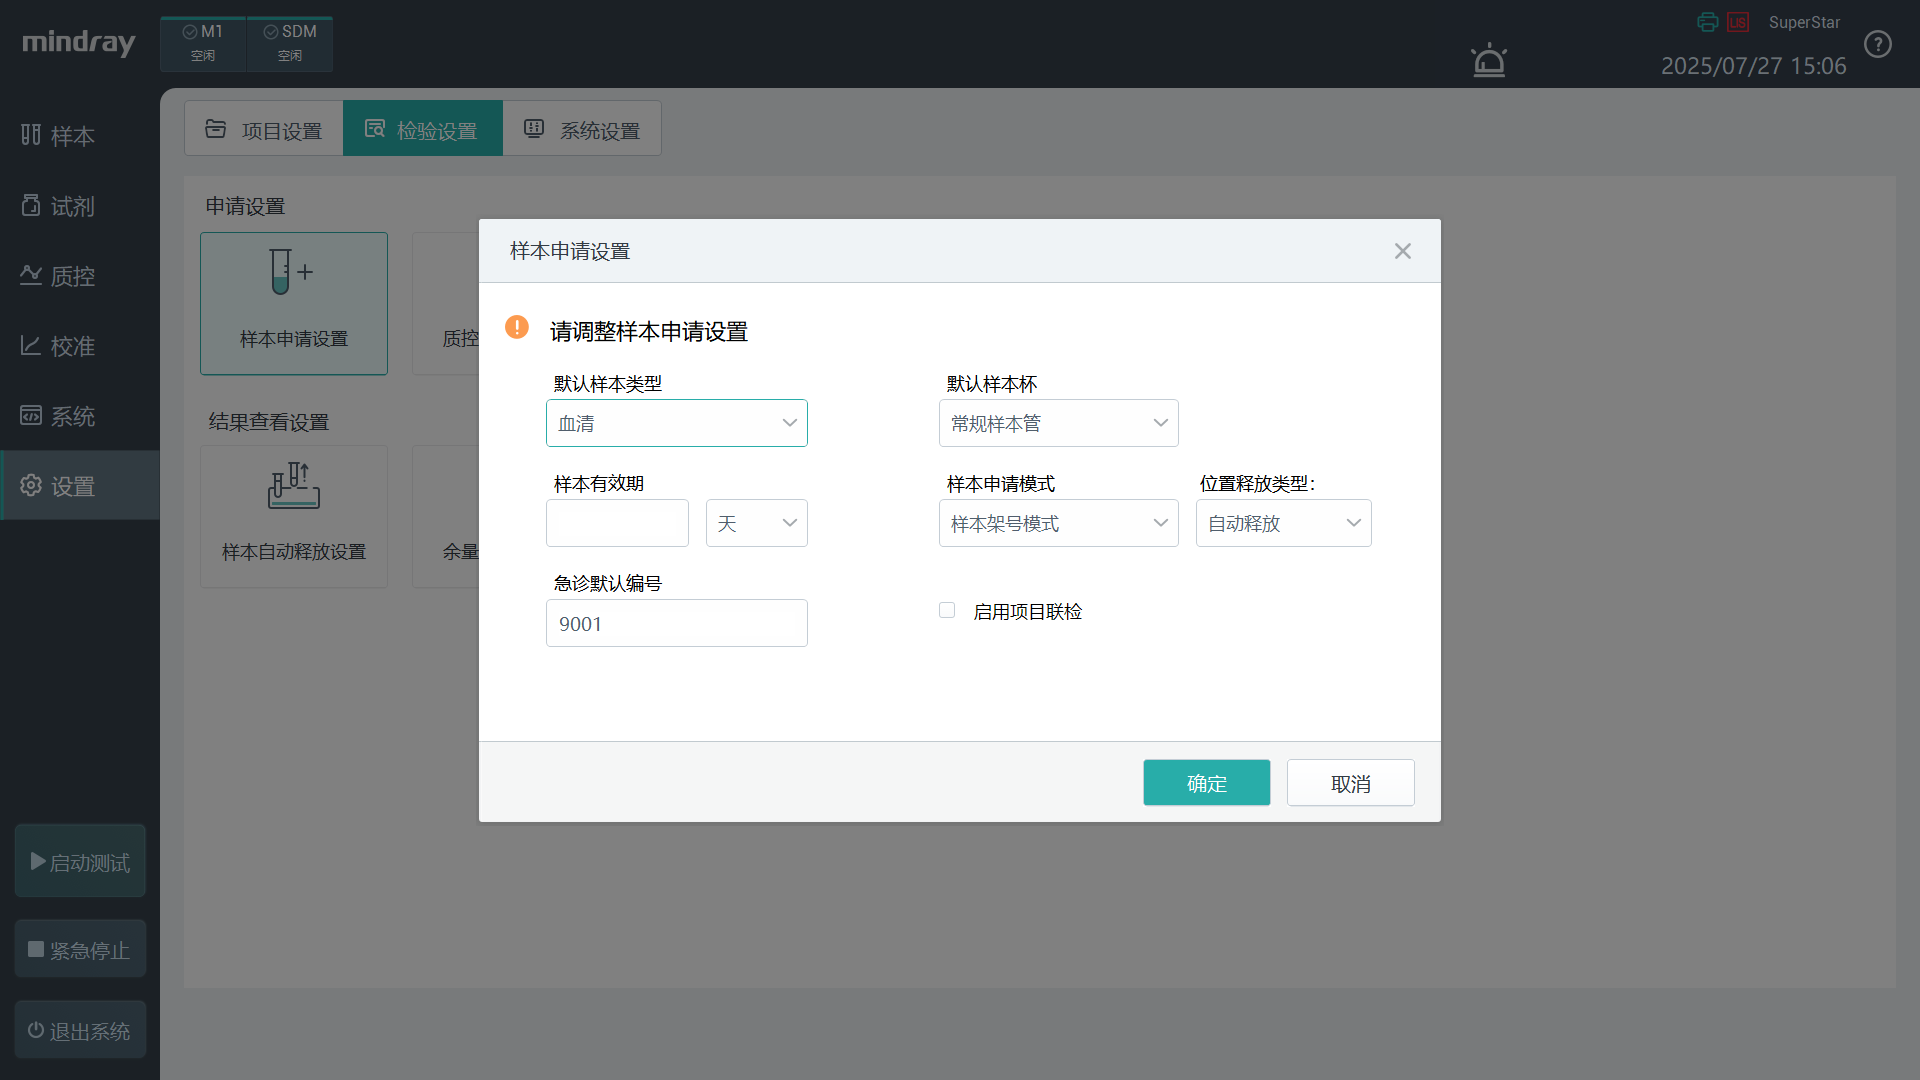 mindray
M1
空闲
SDM
空闲
LIS
SuperStar
2025/07/27 15:06
样本
试剂
质控
校准
系统
设置
启动测试
紧急停止
退出系统
项目设置
检验设置
系统设置
申请设置
样本申请设置
质控
结果查看设置
样本自动释放设置
余量
样本申请设置
请调整样本申请设置
默认样本类型
血清
默认样本杯
常规样本管
样本有效期
天
样本申请模式
样本架号模式
位置释放类型：
自动释放
急诊默认编号
9001
启用项目联检
确定
取消